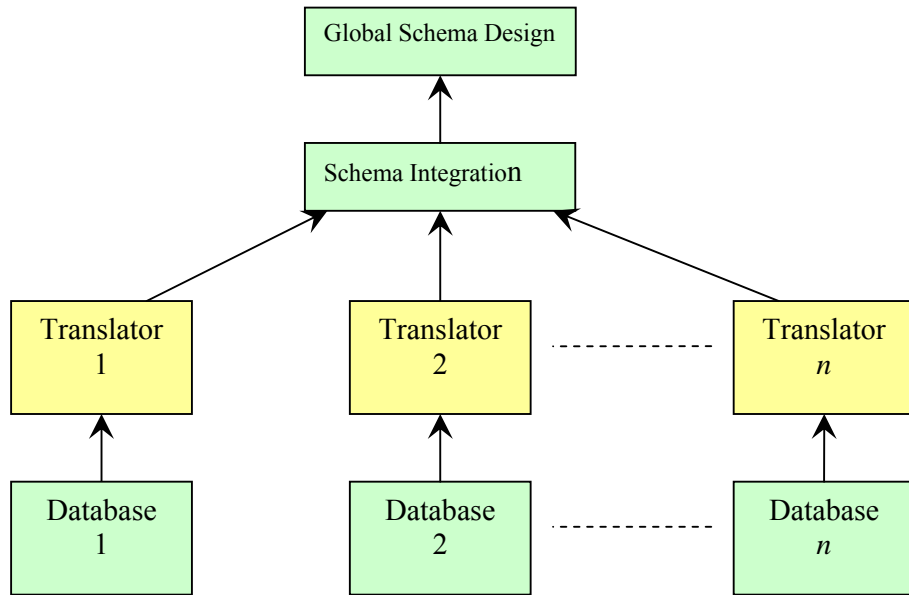 Global Schema Design
Schema Integration
Translator
1
Translator
2
Translator
n
Database
1
Database
2
Database
n